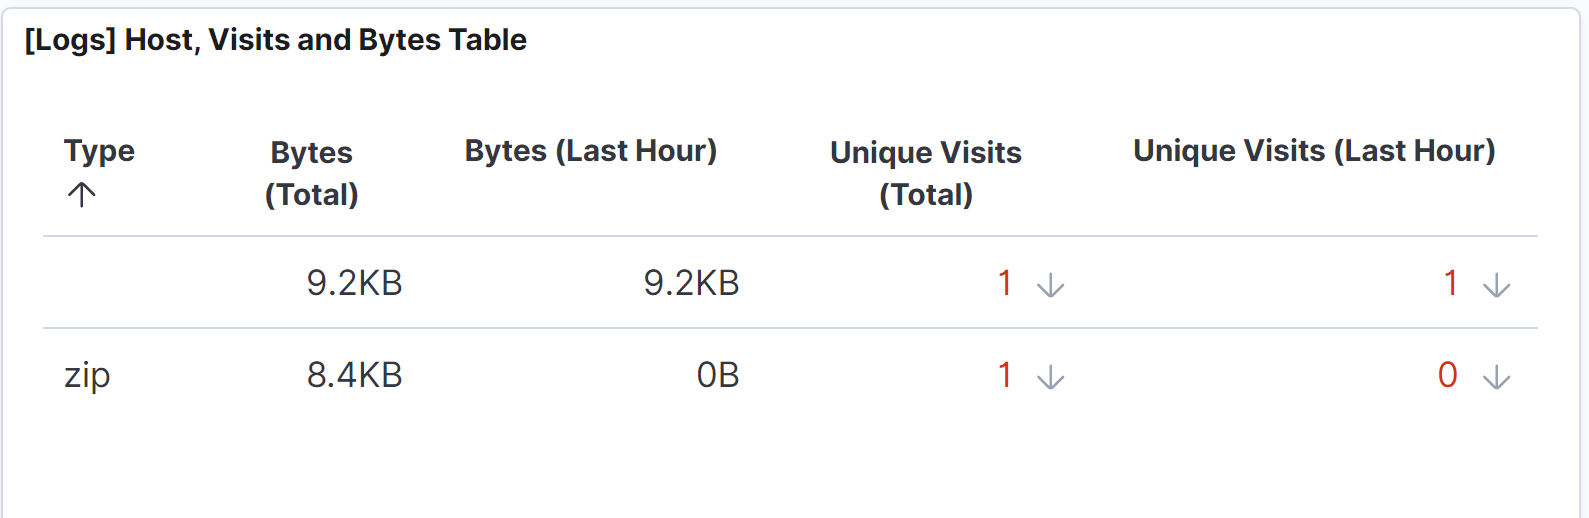 [Logs] Host, Visits and Bytes Table
Type ↑ Bytes (Total) Bytes (Last Hour) Unique Visits (Total) Unique Visits (Last Hour)
9.2KB 9.2KB 1 ↓ 1 ↓
zip 8.4KB 0B 1 ↓ 0 ↓